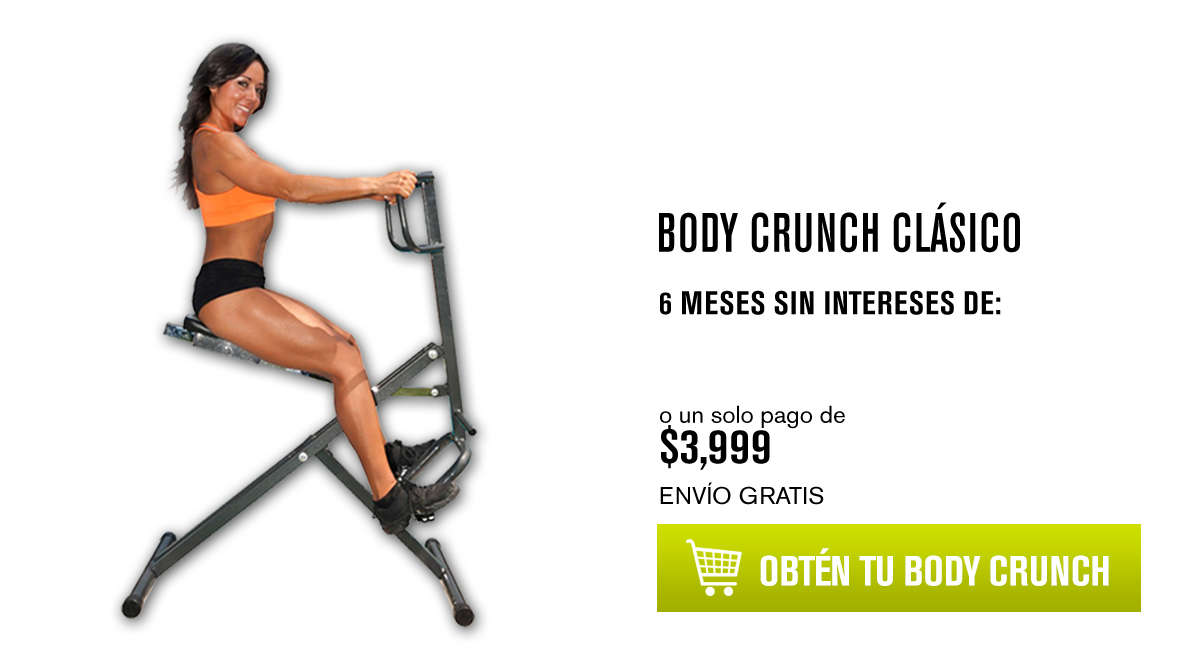 BODY CRUNCH CLÁSICO
6 MESES SIN INTERESES DE:
o un solo pago de
$3,999
ENVÍO GRATIS
OBTÉN TU BODY CRUNCH